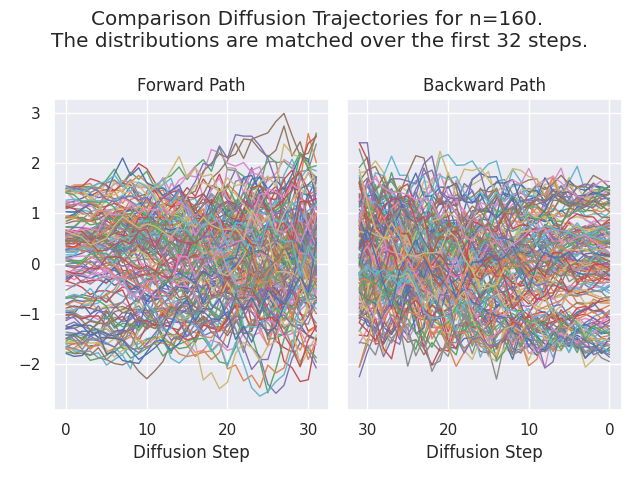 Comparison Diffusion Trajectories for n=160.
The distributions are matched over the first 32 steps.
Forward Path
Backward Path
3
2
1
0
−1
−2
0 10 20 30
30 20 10 0
Diffusion Step
Diffusion Step